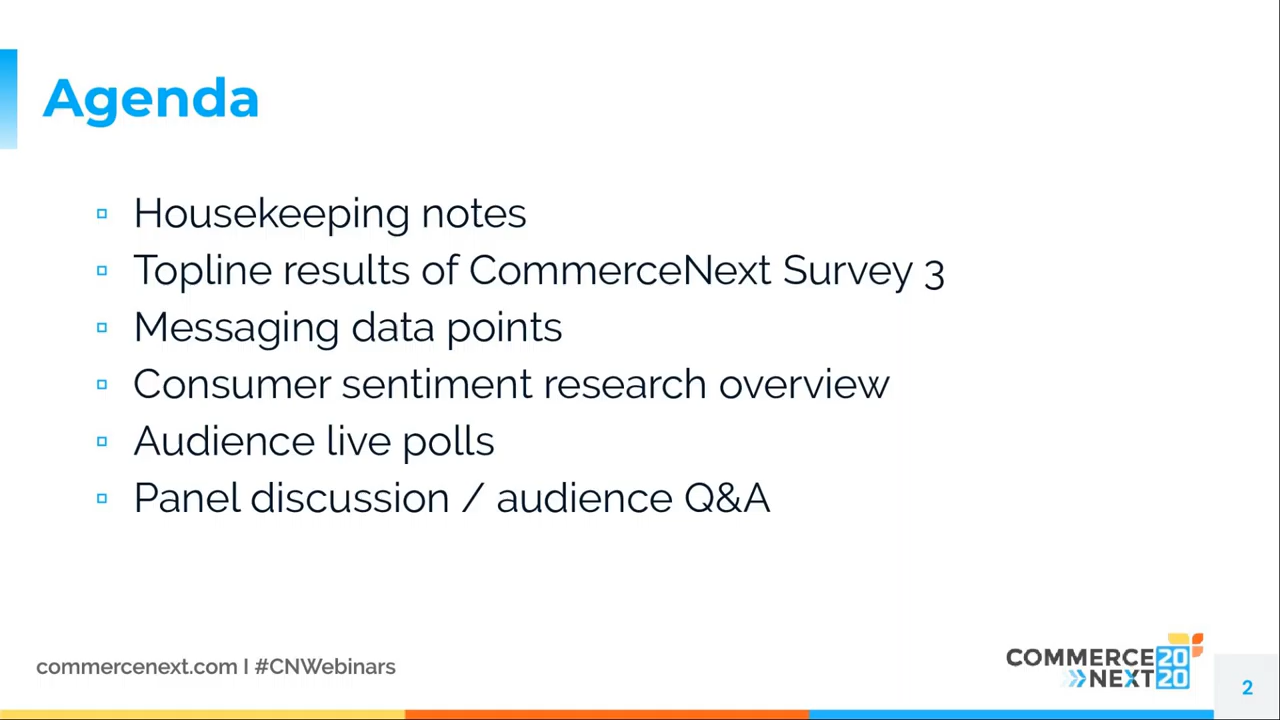 Agenda
Housekeeping notes
Topline results of CommerceNext Survey 3
Messaging data points
Consumer sentiment research overview
Audience live polls
Panel discussion / audience Q&A
commercenext.com I #CNWebinars
COMMERCE 20
NEXT 20
2